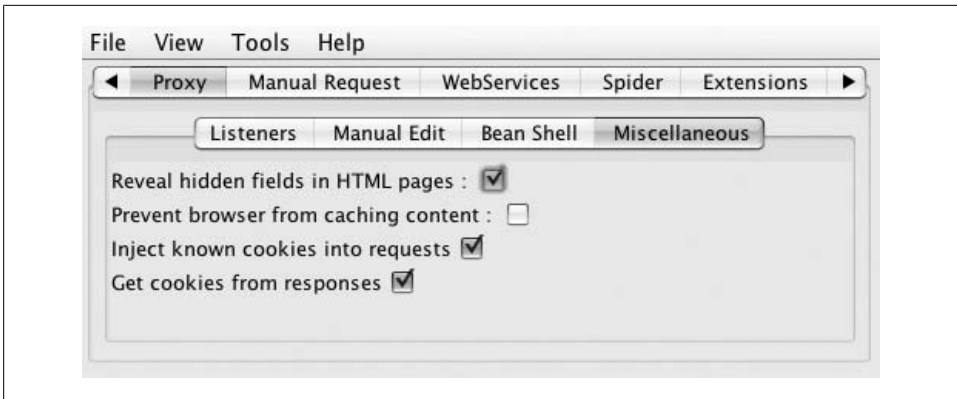 File View Tools Help
Proxy Manual Request WebServices Spider Extensions
Listeners Manual Edit Bean Shell Miscellaneous
Reveal hidden fields in HTML pages :
Prevent browser from caching content :
Inject known cookies into requests
Get cookies from responses